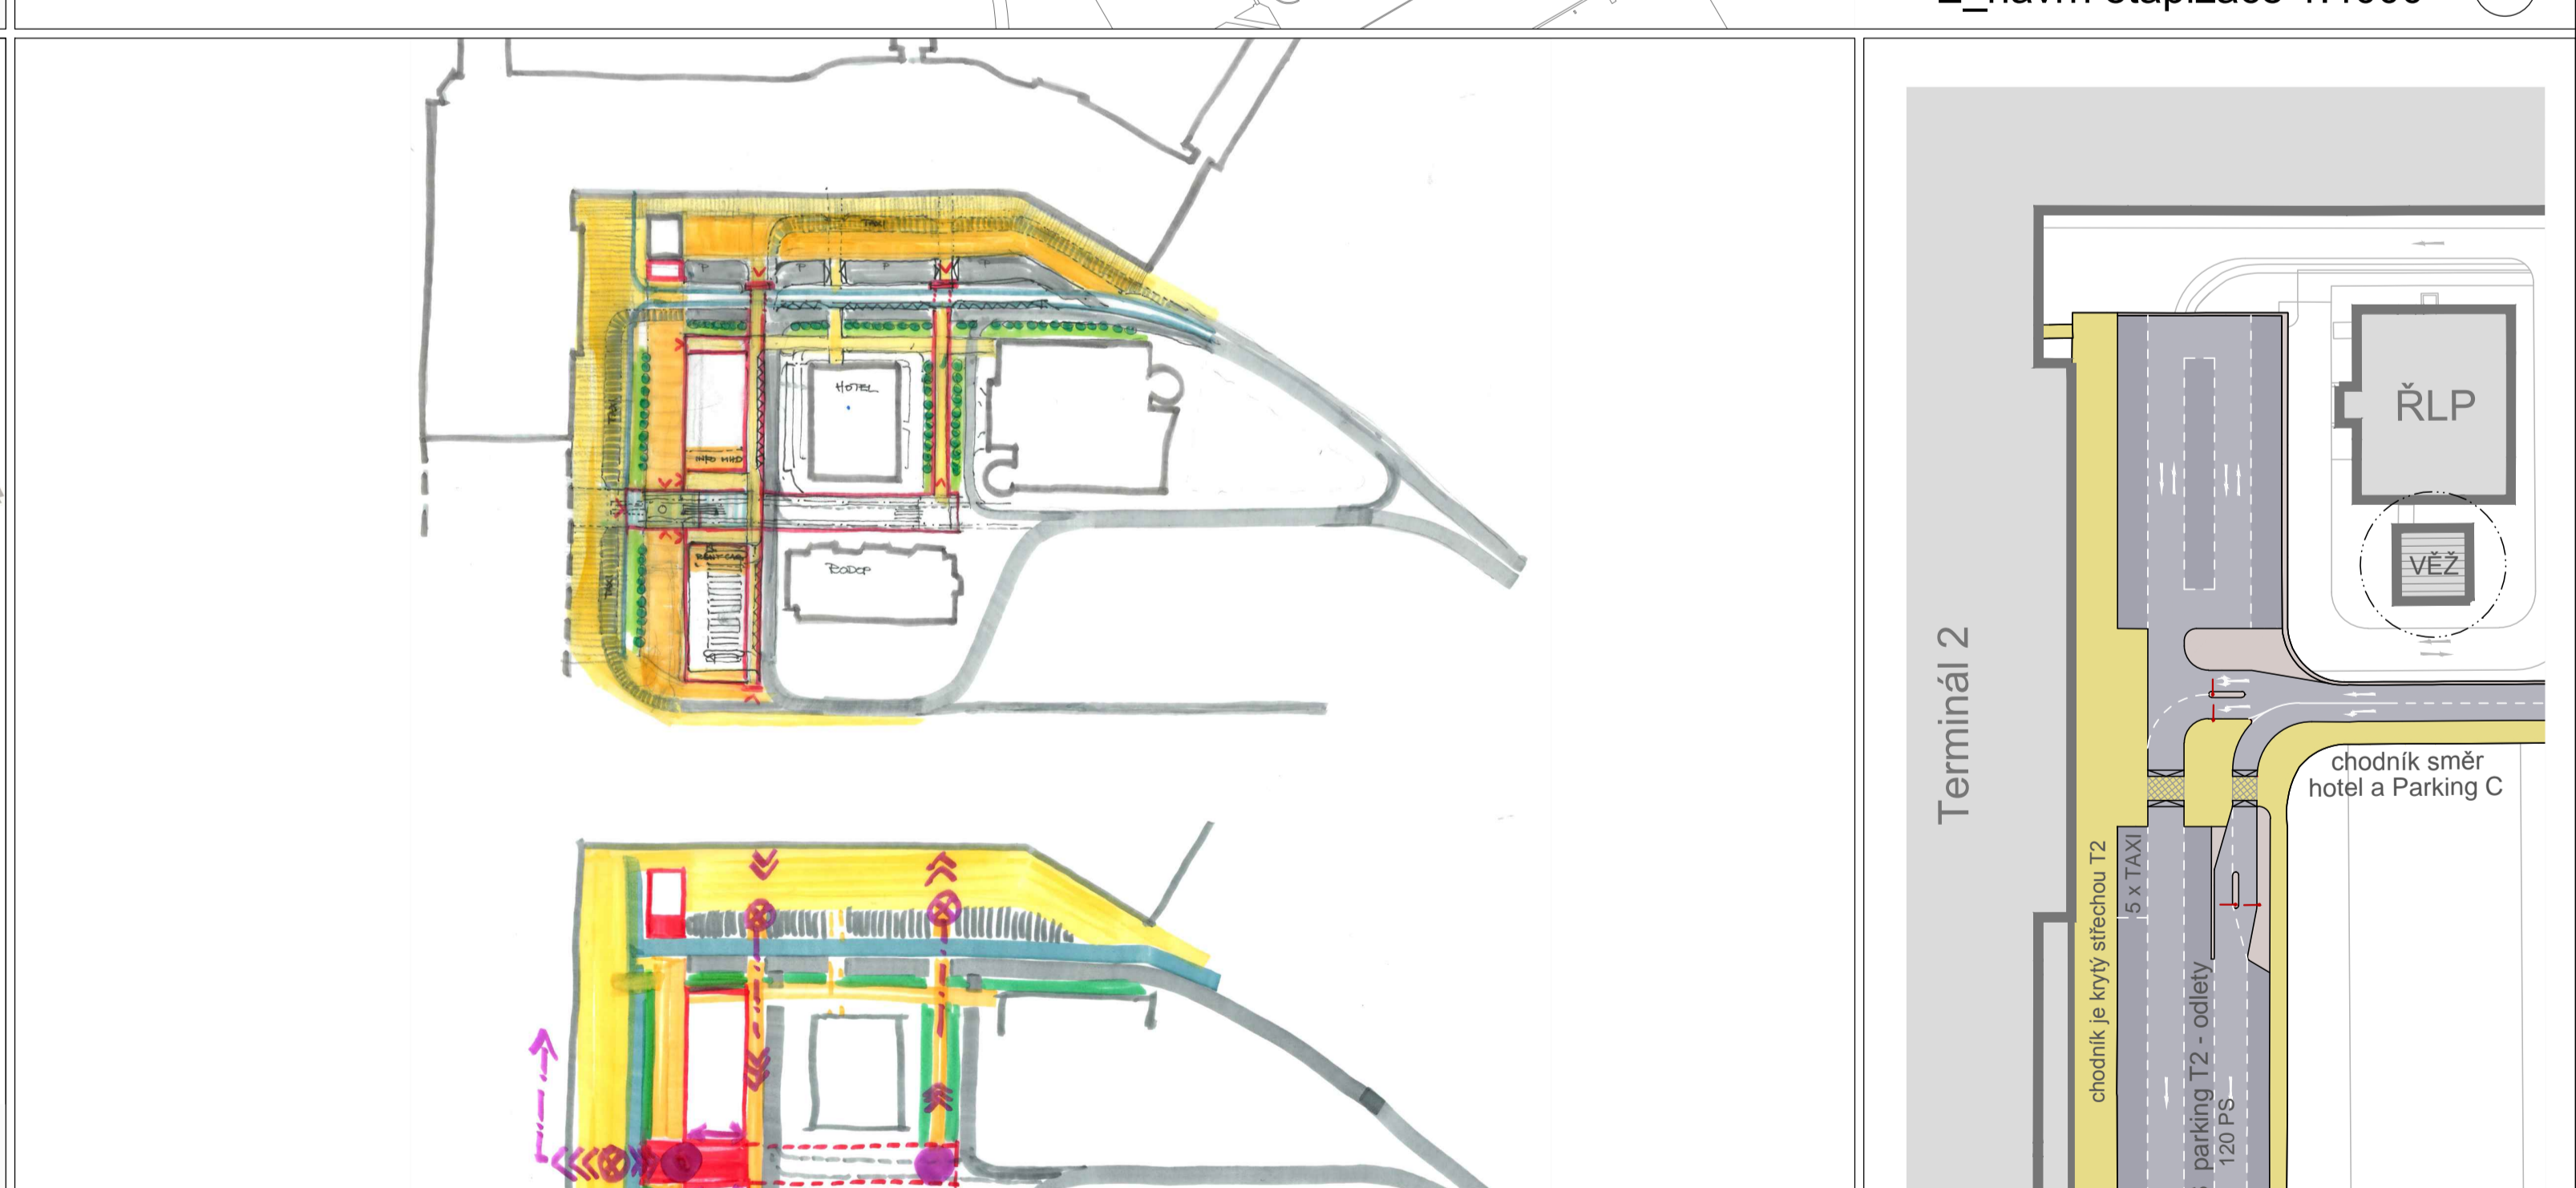 TAXI
P
P
P
P
HOTEL
TAXI
INFO MHD
RENT CAR
TAXI
Terminál 2
ŘLP
VĚŽ
chodník směr
hotel a Parking C
chodník je krytý střechou T2
5 x TAXI
parking T2 - odlety
120 PS